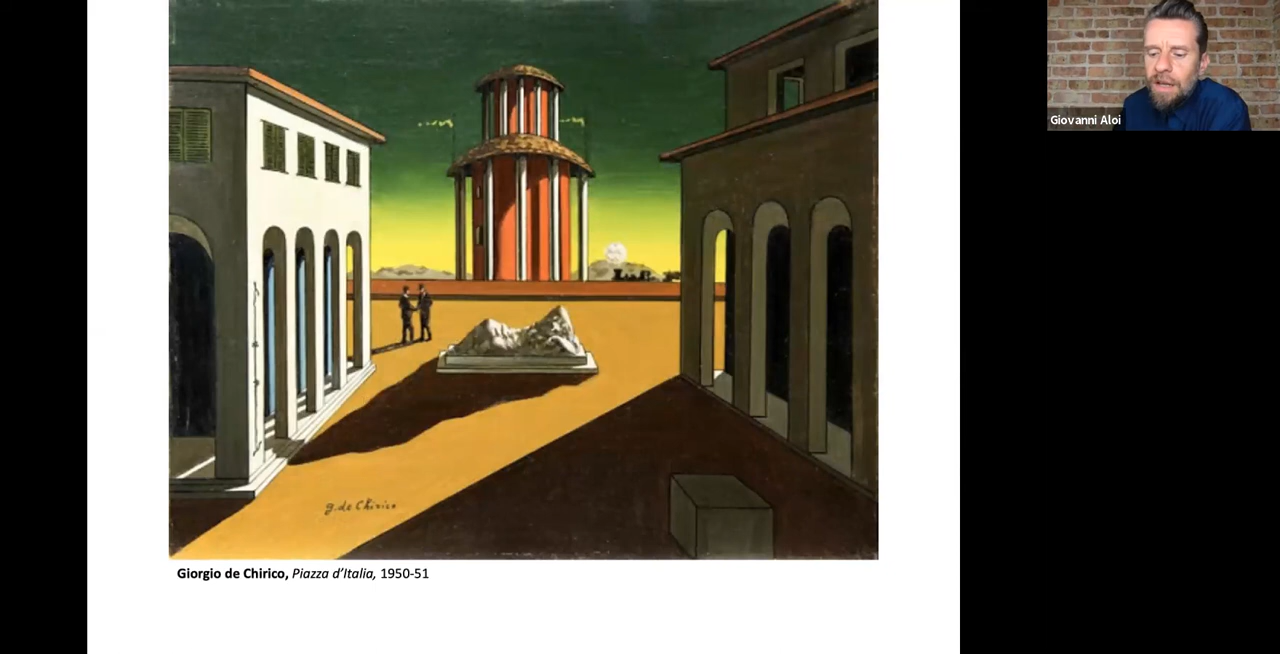 Giovanni Aloi
g. de Chirico
Giorgio de Chirico, Piazza d'Italia, 1950-51